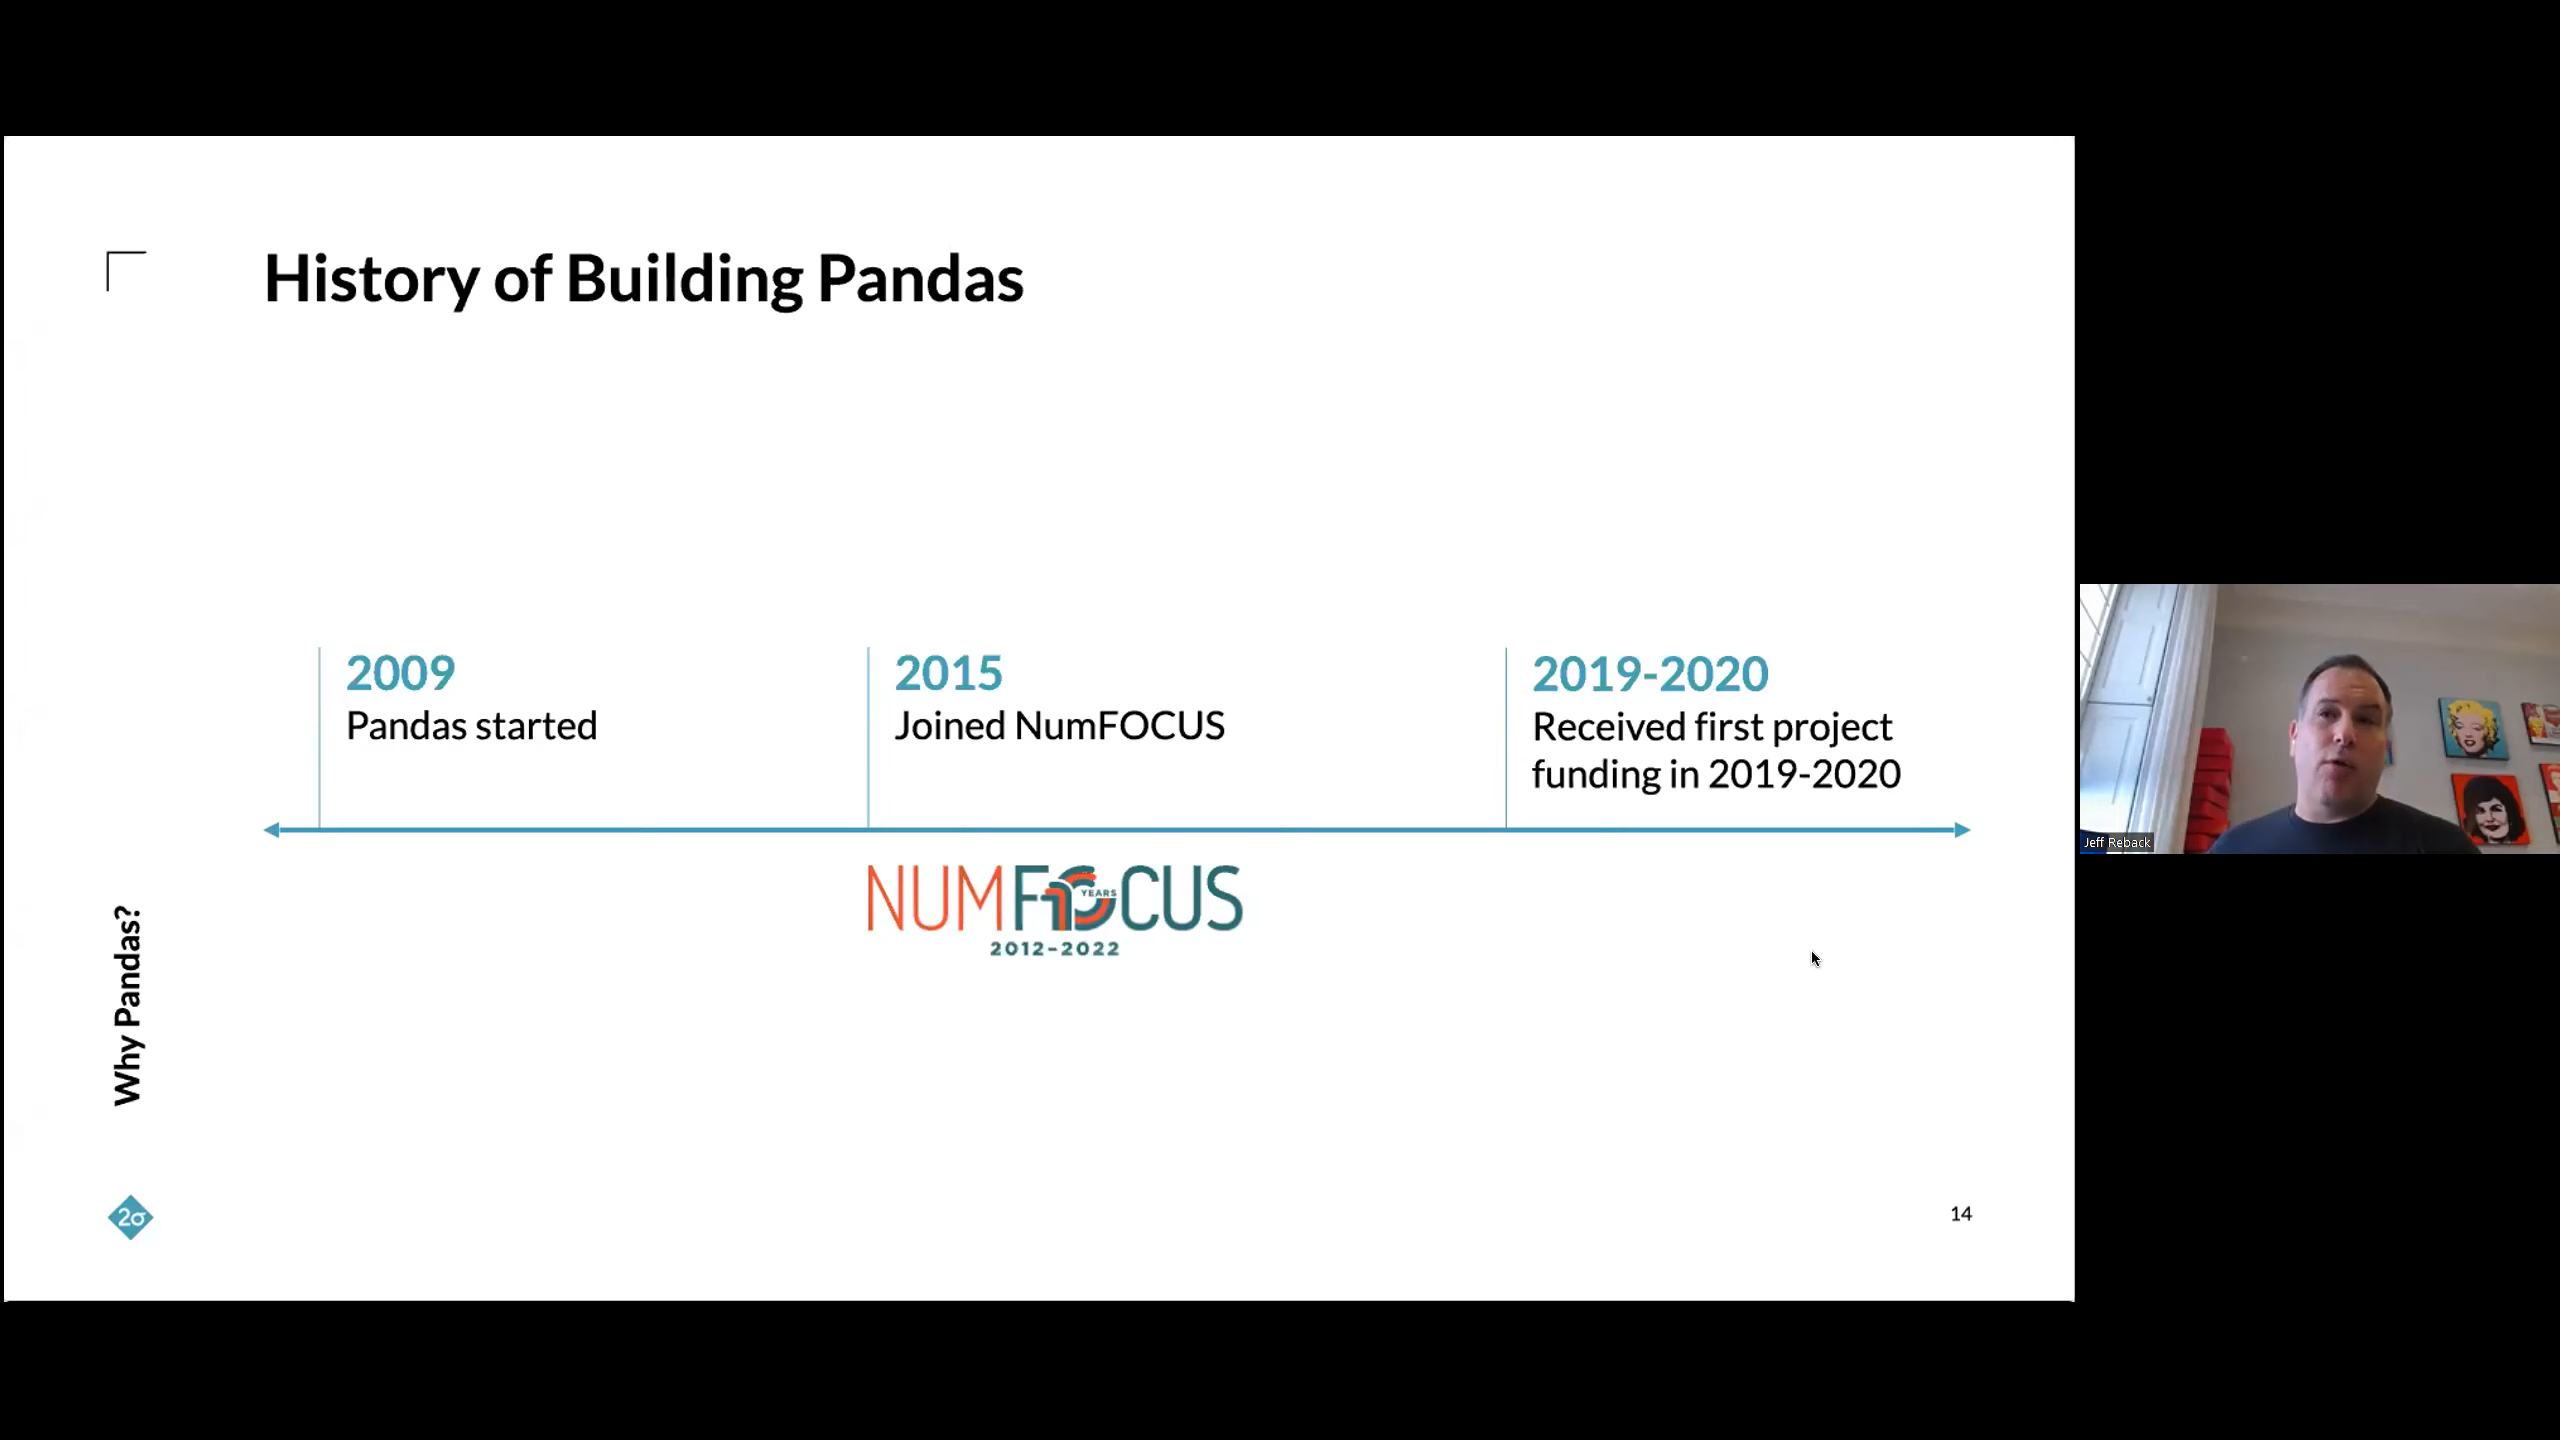 History of Building Pandas
2009
Pandas started
2015
Joined NumFOCUS
2019-2020
Received first project
funding in 2019-2020
NUMFOCUS
10 YEARS
2012-2022
Why Pandas?
2σ
14
Jeff Reback